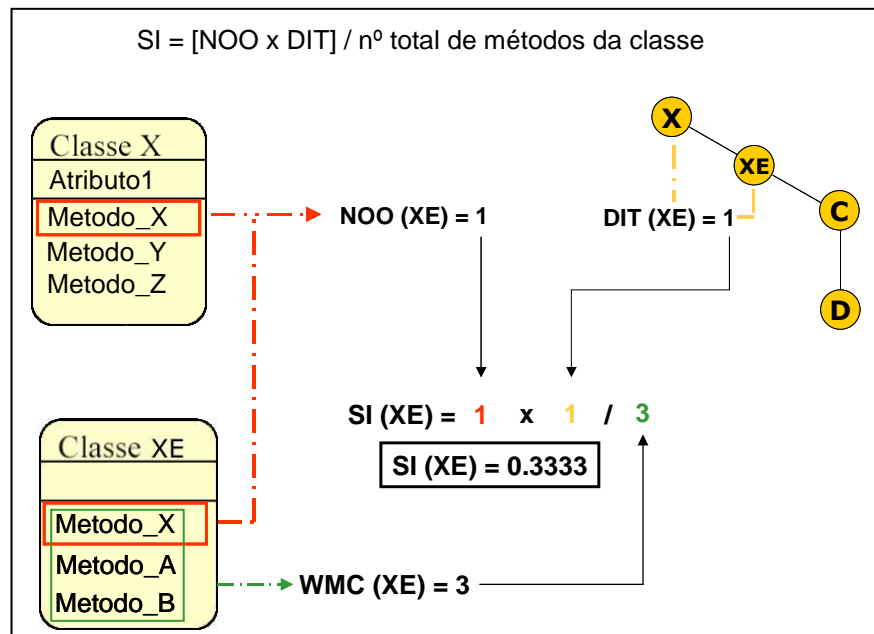 SI = [NOO x DIT] / nº total de métodos da classe
Classe X
Atributo1
Metodo_X
Metodo_Y
Metodo_Z
NOO (XE) = 1
DIT (XE) = 1
X
XE
C
D
SI (XE) = 1 x 1 / 3
SI (XE) = 0.3333
Classe XE
Metodo_X
Metodo_A
Metodo_B
WMC (XE) = 3